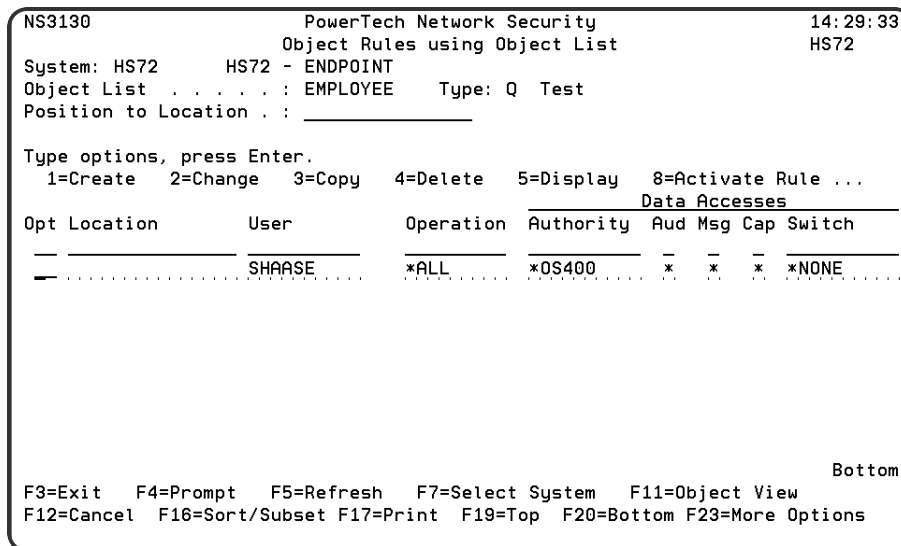 NS3130 PowerTech Network Security 14:29:33
Object Rules using Object List HS72
System: HS72 HS72 - ENDPOINT
Object List . . . . . : EMPLOYEE Type: Q Test
Position to Location . :
Type options, press Enter.
1=Create 2=Change 3=Copy 4=Delete 5=Display 8=Activate Rule ...
Data Accesses
Opt Location User Operation Authority Aud Msg Cap Switch
SHAASE *ALL *OS400 * * * *NONE
Bottom
F3=Exit F4=Prompt F5=Refresh F7=Select System F11=Object View
F12=Cancel F16=Sort/Subset F17=Print F19=Top F20=Bottom F23=More Options